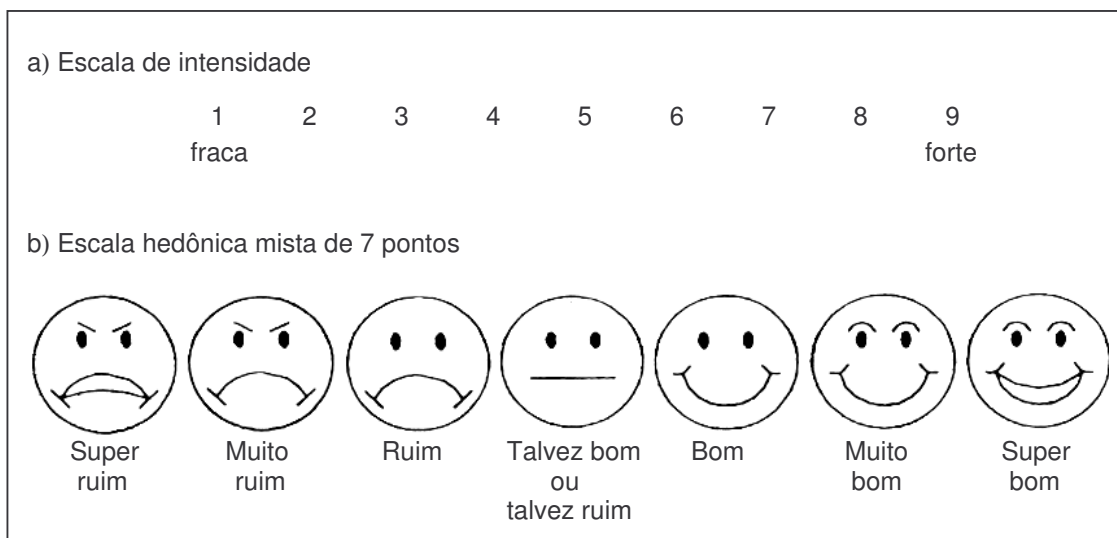 a) Escala de intensidade
1 2 3 4 5 6 7 8 9
fraca forte
b) Escala hedônica mista de 7 pontos
Super Muito Ruim Talvez bom Bom Muito Super
ruim ruim ou bom bom
talvez ruim